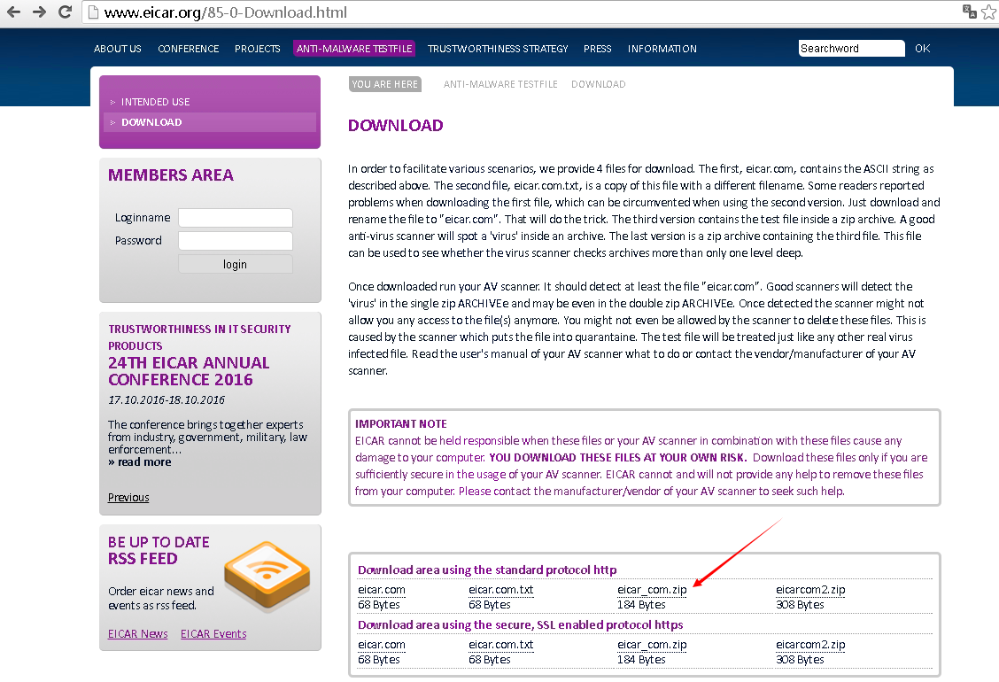 www.eicar.org/85-0-Download.html
ABOUT US CONFERENCE PROJECTS ANTI-MALWARE TESTFILE TRUSTWORTHINESS STRATEGY PRESS INFORMATION Searchword OK
INTENDED USE
DOWNLOAD
MEMBERS AREA
Loginname
Password
login
TRUSTWORTHINESS IN IT SECURITY
PRODUCTS
24TH EICAR ANNUAL
CONFERENCE 2016
17.10.2016-18.10.2016
The conference brings together experts
from industry, government, military, law
enforcement...
» read more
Previous
BE UP TO DATE
RSS FEED
Order eicar news and
events as rss feed.
EICAR News EICAR Events
YOU ARE HERE ANTI-MALWARE TESTFILE DOWNLOAD
DOWNLOAD
In order to facilitate various scenarios, we provide 4 files for download. The first, eicar.com, contains the ASCII string as
described above. The second file, eicar.com.txt, is a copy of this file with a different filename. Some readers reported
problems when downloading the first file, which can be circumvented when using the second version. Just download and
rename the file to "eicar.com". That will do the trick. The third version contains the test file inside a zip archive. A good
anti-virus scanner will spot a 'virus' inside an archive. The last version is a zip archive containing the third file. This file
can be used to see whether the virus scanner checks archives more than only one level deep.
Once downloaded run your AV scanner. It should detect at least the file "eicar.com". Good scanners will detect the
'virus' in the single zip ARCHIVEe and may be even in the double zip ARCHIVEe. Once detected the scanner might not
allow you any access to the file(s) anymore. You might not even be allowed by the scanner to delete these files. This is
caused by the scanner which puts the file into quarantaine. The test file will be treated just like any other real virus
infected file. Read the user's manual of your AV scanner what to do or contact the vendor/manufacturer of your AV
scanner.
IMPORTANT NOTE
EICAR cannot be held responsible when these files or your AV scanner in combination with these files cause any
damage to your computer. YOU DOWNLOAD THESE FILES AT YOUR OWN RISK. Download these files only if you are
sufficiently secure in the usage of your AV scanner. EICAR cannot and will not provide any help to remove these files
from your computer. Please contact the manufacturer/vendor of your AV scanner to seek such help.
Download area using the standard protocol http
eicar.com eicar.com.txt eicar_com.zip eicarcom2.zip
68 Bytes 68 Bytes 184 Bytes 308 Bytes
Download area using the secure, SSL enabled protocol https
eicar.com eicar.com.txt eicar_com.zip eicarcom2.zip
68 Bytes 68 Bytes 184 Bytes 308 Bytes